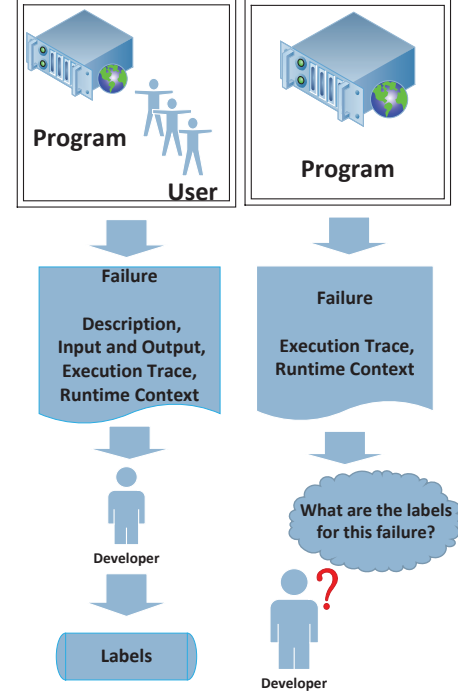 Program
User
Failure
Description,
Input and Output,
Execution Trace,
Runtime Context
Developer
Labels
Program
Failure
Execution Trace,
Runtime Context
What are the labels
for this failure?
?
Developer